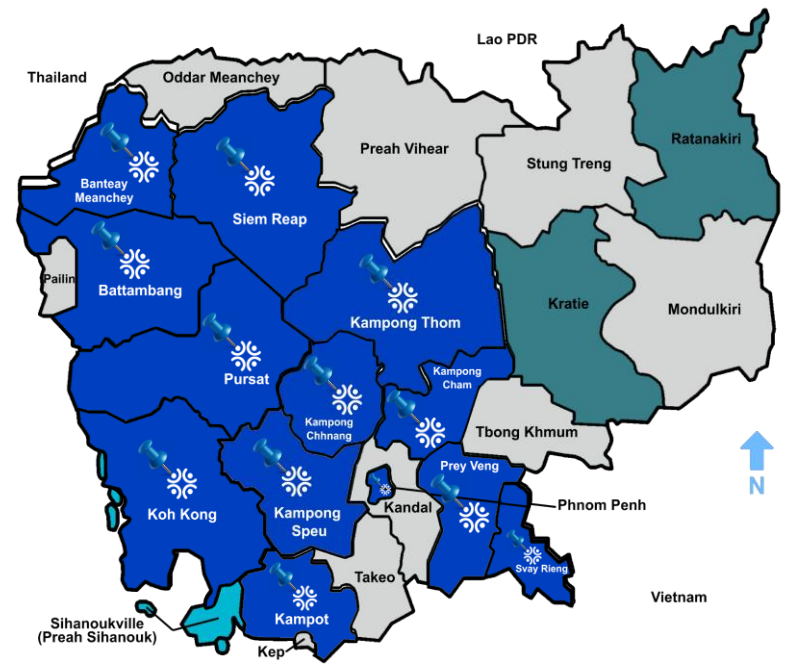 Lao PDR
Thailand
Oddar Meanchey
Ratanakiri
Preah Vihear
Stung Treng
Banteay
Meanchey
Siem Reap
Pailin
Battambang
Kratie
Mondulkiri
Kampong Thom
Pursat
Kampong
Cham
Kampong
Chhnang
Tbong Khmum
Prey Veng
Koh Kong
Kampong
Speu
Kandal
Phnom Penh
N
Svay Rieng
Takeo
Vietnam
Kampot
Sihanoukville
(Preah Sihanouk)
Kep